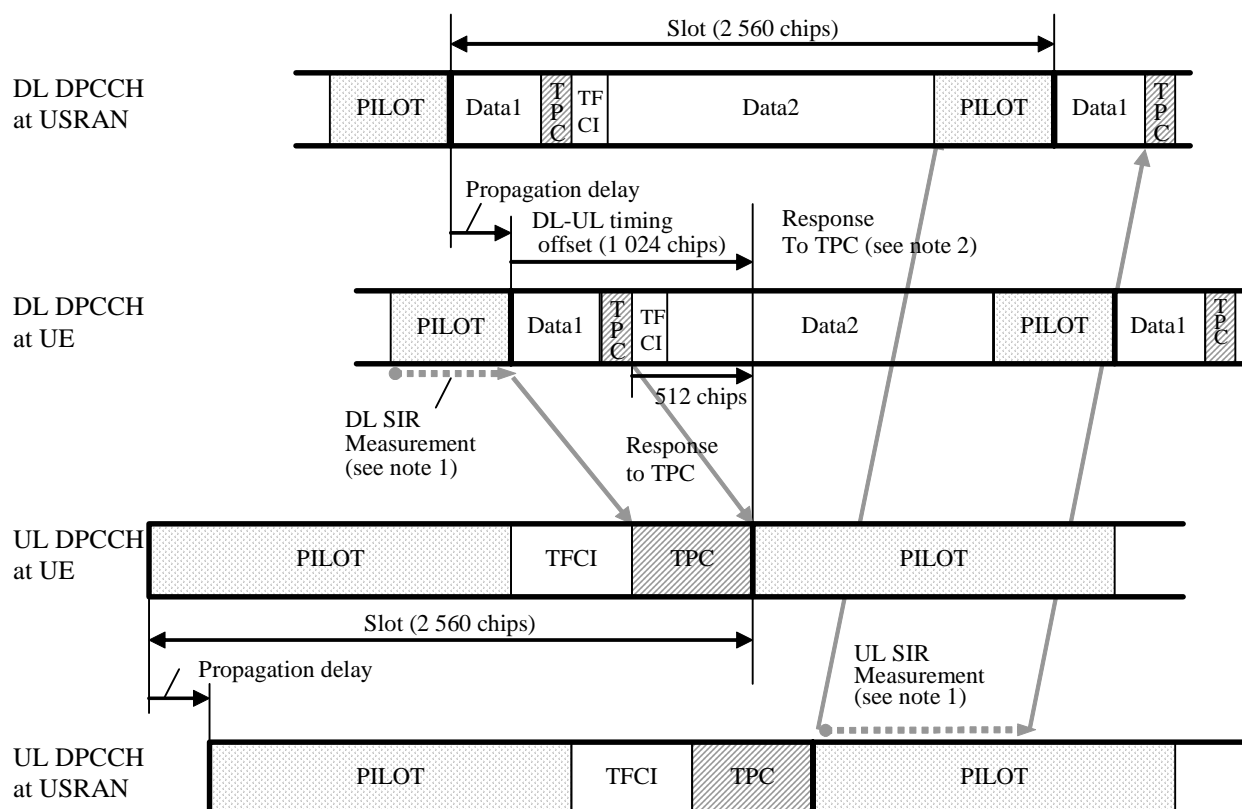 Slot (2 560 chips)
DL DPCCH
at USRAN
PILOT
Data1
TPC
TF
CI
Data2
PILOT
Data1
TPC
Propagation delay
DL-UL timing
offset (1 024 chips)
Response
To TPC (see note 2)
DL DPCCH
at UE
PILOT
Data1
TPC
TF
CI
Data2
PILOT
Data1
TPC
512 chips
DL SIR
Measurement
(see note 1)
Response
to TPC
UL DPCCH
at UE
PILOT
TFCI
TPC
PILOT
Slot (2 560 chips)
Propagation delay
UL SIR
Measurement
(see note 1)
UL DPCCH
at USRAN
PILOT
TFCI
TPC
PILOT